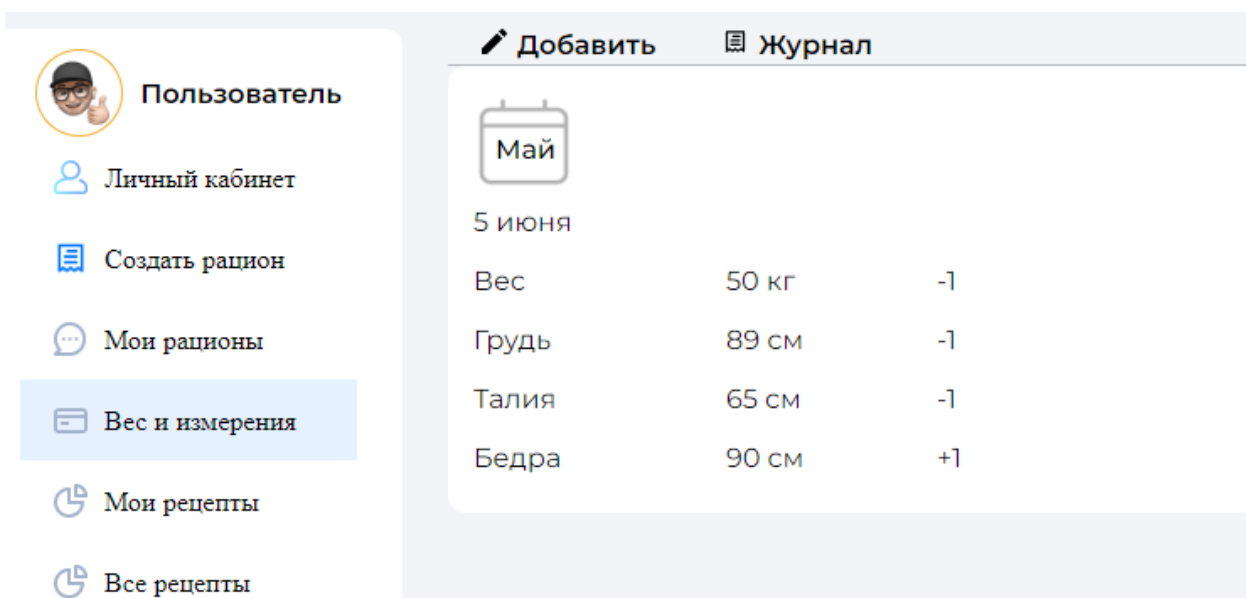 Пользователь
Личный кабинет
Создать рацион
Мои рационы
Вес и измерения
Мои рецепты
Все рецепты
Добавить Журнал
Май
5 июня
Вес 50 кг -1
Грудь 89 см -1
Талия 65 см -1
Бедра 90 см +1